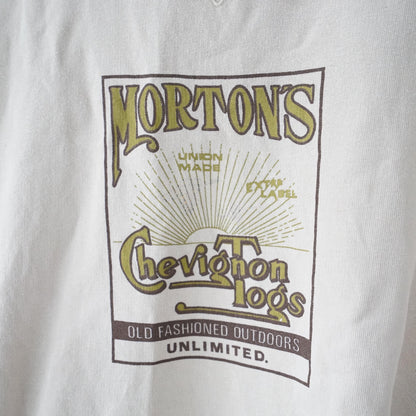 MORTON'S
UNION MADE
EXTRA LABEL
Chevignon
Togs
OLD FASHIONED OUTDOORS
UNLIMITED.